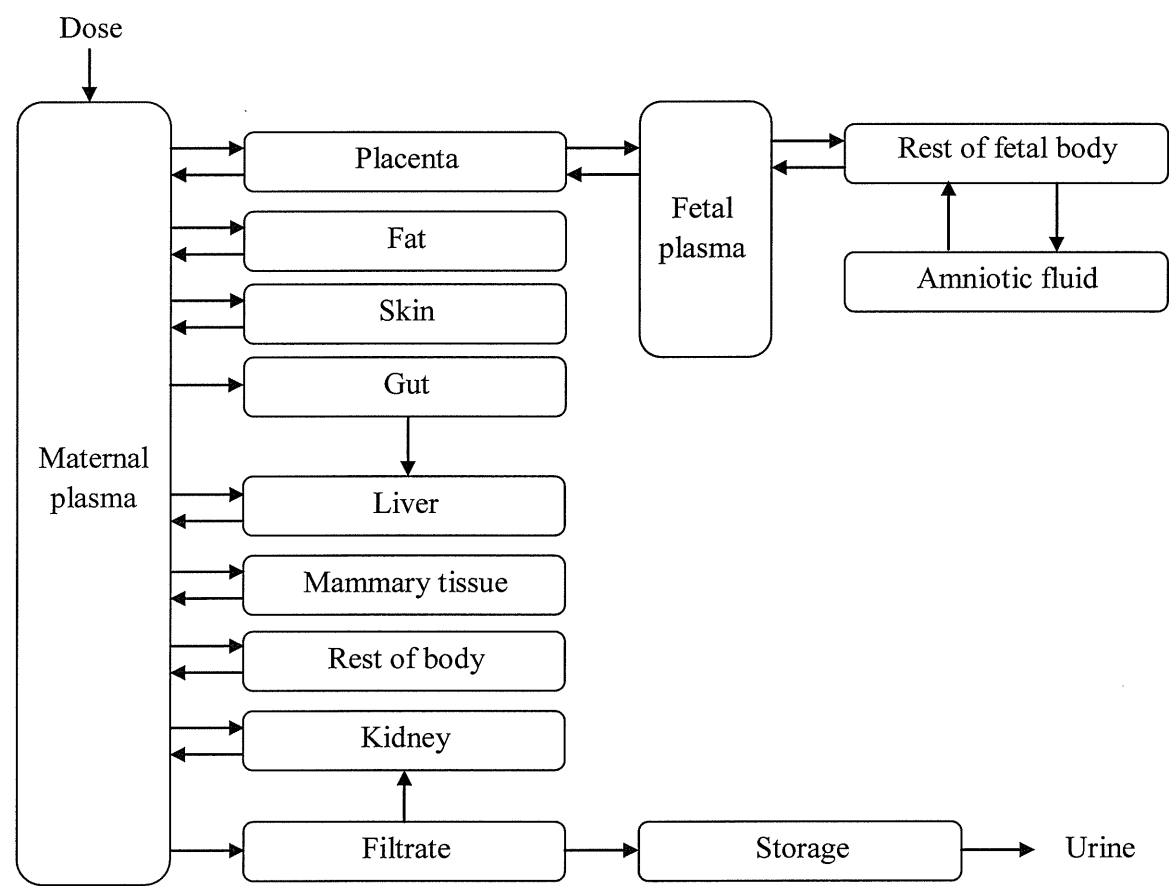 Dose
Placenta
Rest of fetal body
Fetal
plasma
Fat
Amniotic fluid
Skin
Gut
Maternal
plasma
Liver
Mammary tissue
Rest of body
Kidney
Filtrate
Storage
Urine